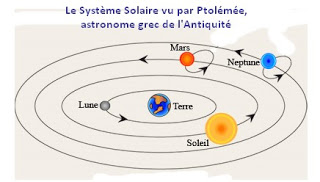 Le Système Solaire vu par Ptolémée,
astronome grec de l'Antiquité
Mars
Neptune
Lune
Terre
Soleil